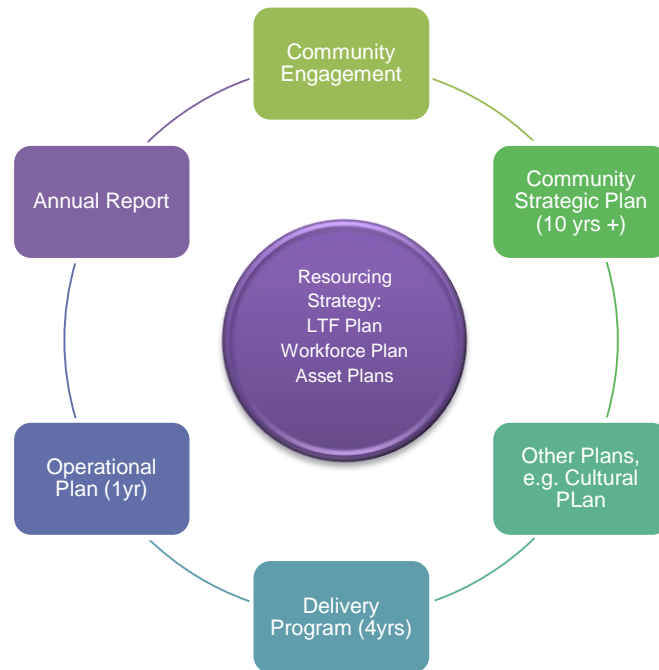 Community
Engagement
Community
Strategic Plan
(10 yrs +)
Other Plans,
e.g. Cultural
PLan
Delivery
Program (4yrs)
Operational
Plan (1yr)
Annual Report
Resourcing
Strategy:
LTF Plan
Workforce Plan
Asset Plans